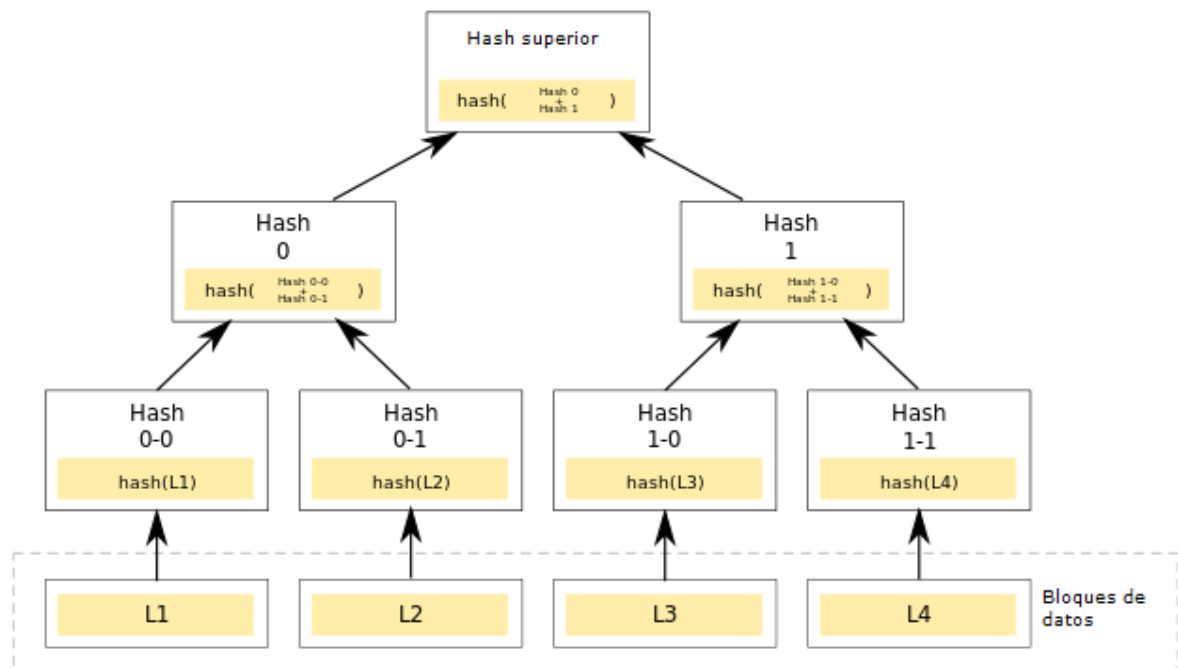 Hash superior
hash( Hash 0
+
Hash 1 )
Hash
0
hash( Hash 0-0
+
Hash 0-1 )
Hash
1
hash( Hash 1-0
+
Hash 1-1 )
Hash
0-0
hash(L1)
Hash
0-1
hash(L2)
Hash
1-0
hash(L3)
Hash
1-1
hash(L4)
L1
L2
L3
L4
Bloques de
datos